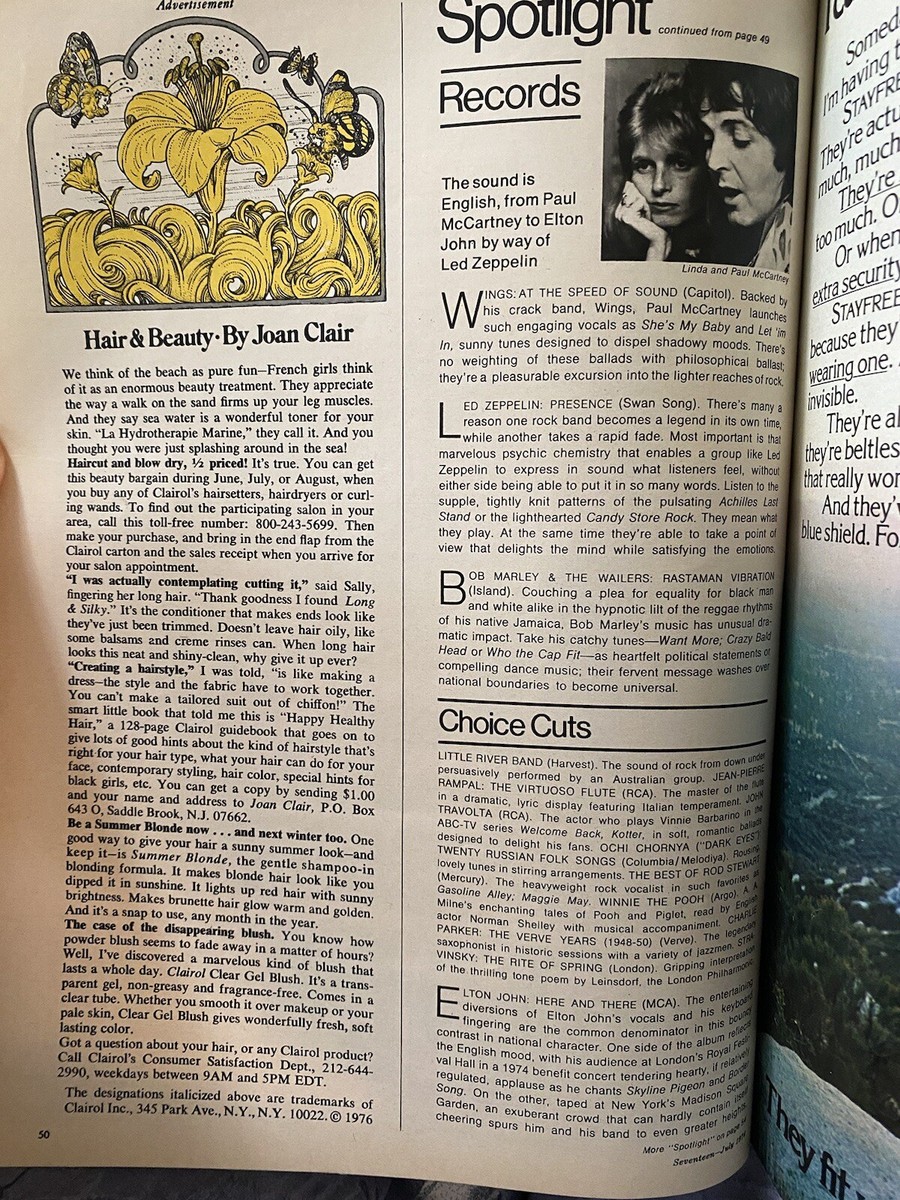 Advertisement
Hair & Beauty·By Joan Clair
We think of the beach as pure fun—French girls think
of it as an enormous beauty treatment. They appreciate
the way a walk on the sand firms up your leg muscles.
And they say sea water is a wonderful toner for your
skin. “La Hydrotherapie Marine,” they call it. And you
thought you were just splashing around in the sea!
Haircut and blow dry, ½ priced! It's true. You can get
this beauty bargain during June, July, or August, when
you buy any of Clairol's hairsetters, hairdryers or curl-
ing wands. To find out the participating salon in your
area, call this toll-free number: 800-243-5699. Then
make your purchase, and bring in the end flap from the
Clairol carton and the sales receipt when you arrive for
your salon appointment.
“I was actually contemplating cutting it,” said Sally,
fingering her long hair. “Thank goodness I found Long
& Silky.” It's the conditioner that makes ends look like
they've just been trimmed. Doesn't leave hair oily, like
some balsams and creme rinses can. When long hair
looks this neat and shiny-clean, why give it up ever?
“Creating a hairstyle,” I was told, “is like making a
dress—the style and the fabric have to work together.
You can't make a tailored suit out of chiffon!” The
smart little book that told me this is “Happy Healthy
Hair,” a 128-page Clairol guidebook that goes on to
give lots of good hints about the kind of hairstyle that's
right for your hair type, what your hair can do for your
face, contemporary styling, hair color, special hints for
black girls, etc. You can get a copy by sending $1.00
and your name and address to Joan Clair, P.O. Box
643 O, Saddle Brook, N.J. 07662.
Be a Summer Blonde now . . . and next winter too. One
good way to give your hair a sunny summer look—and
keep it—is Summer Blonde, the gentle shampoo-in
blonding formula. It makes blonde hair look like you
dipped it in sunshine. It lights up red hair with sunny
brightness. Makes brunette hair glow warm and golden.
And it's a snap to use, any month in the year.
The case of the disappearing blush. You know how
powder blush seems to fade away in a matter of hours?
Well, I've discovered a marvelous kind of blush that
lasts a whole day. Clairol Clear Gel Blush. It's a trans-
parent gel, non-greasy and fragrance-free. Comes in a
clear tube. Whether you smooth it over makeup or your
pale skin, Clear Gel Blush gives wonderfully fresh, soft
lasting color.
Got a question about your hair, or any Clairol product?
Call Clairol's Consumer Satisfaction Dept., 212-644-
2990, weekdays between 9AM and 5PM EDT.
The designations italicized above are trademarks of
Clairol Inc., 345 Park Ave., N.Y., N.Y. 10022. © 1976
50
Spotlight continued from page 49
Records
The sound is
English, from Paul
McCartney to Elton
John by way of
Led Zeppelin
Linda and Paul McCartney
WINGS: AT THE SPEED OF SOUND (Capitol). Backed by
his crack band, Wings, Paul McCartney launches
such engaging vocals as She's My Baby and Let 'im
In, sunny tunes designed to dispel shadowy moods. There's
no weighting of these ballads with philosophical ballast;
they're a pleasurable excursion into the lighter reaches of rock.
LED ZEPPELIN: PRESENCE (Swan Song). There's many a
reason one rock band becomes a legend in its own time,
while another takes a rapid fade. Most important is that
marvelous psychic chemistry that enables a group like Led
Zeppelin to express in sound what listeners feel, without
either side being able to put it in so many words. Listen to the
supple, tightly knit patterns of the pulsating Achilles Last
Stand or the lighthearted Candy Store Rock. They mean what
they play. At the same time they're able to take a point of
view that delights the mind while satisfying the emotions.
BOB MARLEY & THE WAILERS: RASTAMAN VIBRATION
(Island). Couching a plea for equality for black man
and white alike in the hypnotic lilt of the reggae rhythms
of his native Jamaica, Bob Marley's music has unusual dra-
matic impact. Take his catchy tunes—Want More; Crazy Bald
Head or Who the Cap Fit—as heartfelt political statements or
compelling dance music; their fervent message washes over
national boundaries to become universal.
Choice Cuts
LITTLE RIVER BAND (Harvest). The sound of rock from down under
persuasively performed by an Australian group. JEAN-PIERRE
RAMPAL: THE VIRTUOSO FLUTE (RCA). The master of the flute
in a dramatic, lyric display featuring Italian temperament. JOHN
TRAVOLTA (RCA). The actor who plays Vinnie Barbarino in the
ABC-TV series Welcome Back, Kotter, in soft, romantic ballads
designed to delight his fans. OCHI CHORNYA (“DARK EYES”)
TWENTY RUSSIAN FOLK SONGS (Columbia/Melodiya). Rousing,
lovely tunes in stirring arrangements. THE BEST OF ROD STEWART
(Mercury). The heavyweight rock vocalist in such favorites as
Gasoline Alley; Maggie May. WINNIE THE POOH (Argo). A. A.
Milne's enchanting tales of Pooh and Piglet, read by English
actor Norman Shelley with musical accompaniment. CHARLIE
PARKER: THE VERVE YEARS (1948-50) (Verve). The legendary
saxophonist in historic sessions with a variety of jazzmen. STRA-
VINSKY: THE RITE OF SPRING (London). Gripping interpretation
of the thrilling tone poem by Leinsdorf, the London Philharmonic.
ELTON JOHN: HERE AND THERE (MCA). The entertaining
diversions of Elton John's vocals and his keyboard
fingering are the common denominator in this bouncy
contrast in national character. One side of the album reflects
the English mood, with his audience at London's Royal Festi-
val Hall in a 1974 benefit concert tendering hearty, if relatively
regulated, applause as he chants Skyline Pigeon and Border
Song. On the other, taped at New York's Madison Square
Garden, an exuberant crowd that can hardly contain itself
cheering spurs him and his band to even greater heights.
More “Spotlight” on page
Seventeen—July 1976
Somed
I'm having t
STAYFRE
They're actu
much, much
They're
too much. O
Or when
extra security
STAYFREE
because they
wearing one.
invisible.
They're al
they're beltles
that really wor
And they'v
blue shield. Fo
They fit